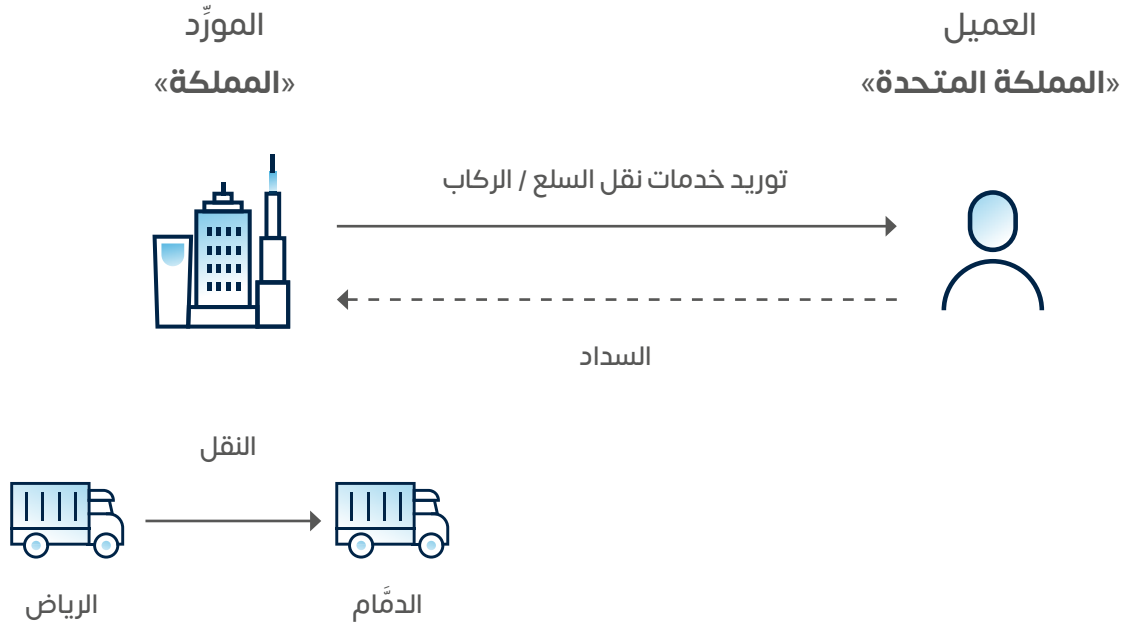 العميل
«المملكة المتحدة»
المورِّد
«المملكة»
توريد خدمات نقل السلع / الركاب
السداد
النقل
الرياض
الدمَّام